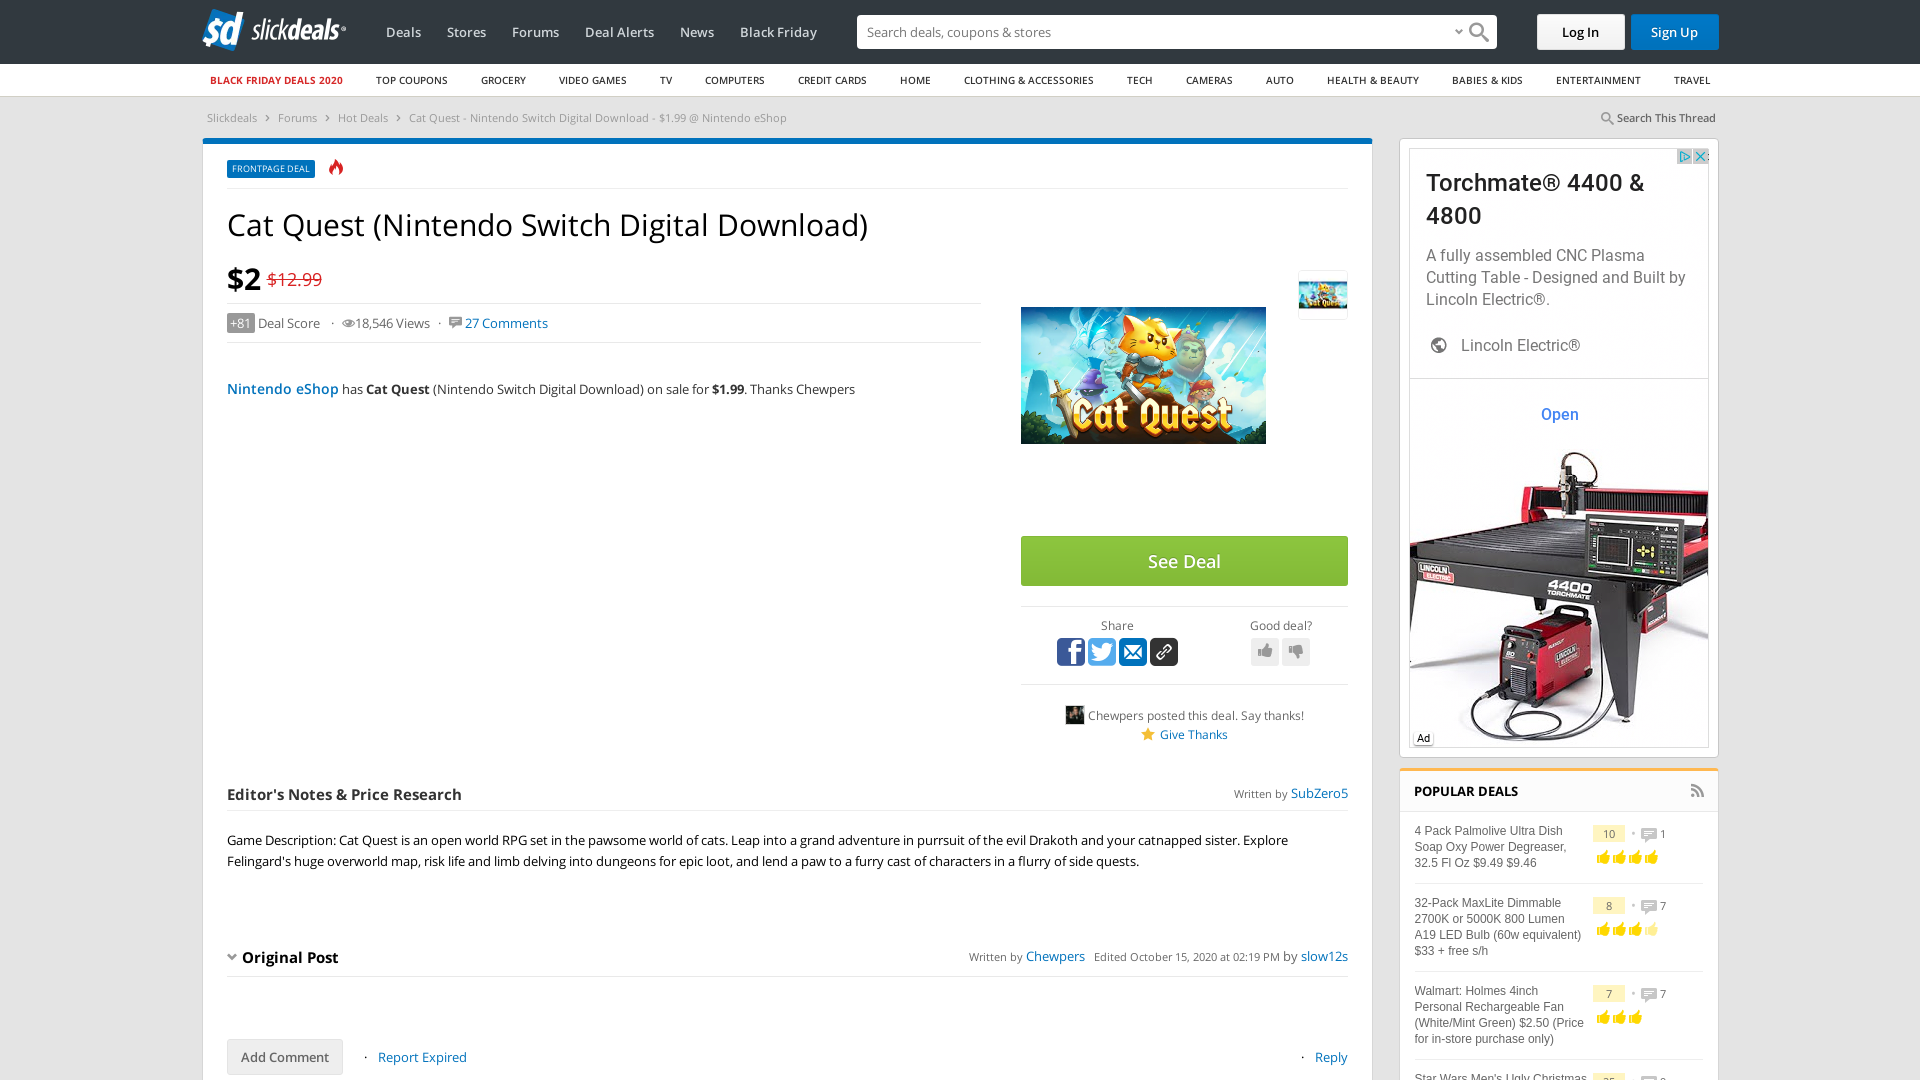 slickdeals
Deals Stores Forums Deal Alerts News Black Friday
Search deals, coupons & stores
Log In Sign Up
BLACK FRIDAY DEALS 2020 TOP COUPONS GROCERY VIDEO GAMES TV COMPUTERS CREDIT CARDS HOME CLOTHING & ACCESSORIES TECH CAMERAS AUTO HEALTH & BEAUTY BABIES & KIDS ENTERTAINMENT TRAVEL
Slickdeals › Forums › Hot Deals › Cat Quest - Nintendo Switch Digital Download - $1.99 @ Nintendo eShop
Search This Thread
FRONTPAGE DEAL
Cat Quest (Nintendo Switch Digital Download)
$2 $12.99
+81 Deal Score · 18,546 Views · 27 Comments
Nintendo eShop has Cat Quest (Nintendo Switch Digital Download) on sale for $1.99. Thanks Chewpers
Cat Quest
See Deal
Share Good deal?
Chewpers posted this deal. Say thanks!
Give Thanks
Editor's Notes & Price Research
Written by SubZero5
Game Description: Cat Quest is an open world RPG set in the pawsome world of cats. Leap into a grand adventure in purrsuit of the evil Drakoth and your catnapped sister. Explore
Felingard's huge overworld map, risk life and limb delving into dungeons for epic loot, and lend a paw to a furry cast of characters in a flurry of side quests.
Original Post
Written by Chewpers Edited October 15, 2020 at 02:19 PM by slow12s
Add Comment · Report Expired
· Reply
Torchmate® 4400 &
4800
A fully assembled CNC Plasma
Cutting Table - Designed and Built by
Lincoln Electric®.
Lincoln Electric®
Open
LINCOLN
ELECTRIC
4400
TORCHMATE
Ad
POPULAR DEALS
4 Pack Palmolive Ultra Dish
Soap Oxy Power Degreaser,
32.5 Fl Oz $9.49 $9.46
10 • 1
32-Pack MaxLite Dimmable
2700K or 5000K 800 Lumen
A19 LED Bulb (60w equivalent)
$33 + free s/h
8 • 7
Walmart: Holmes 4inch
Personal Rechargeable Fan
(White/Mint Green) $2.50 (Price
for in-store purchase only)
7 • 7
Star Wars Men's Ugly Christmas